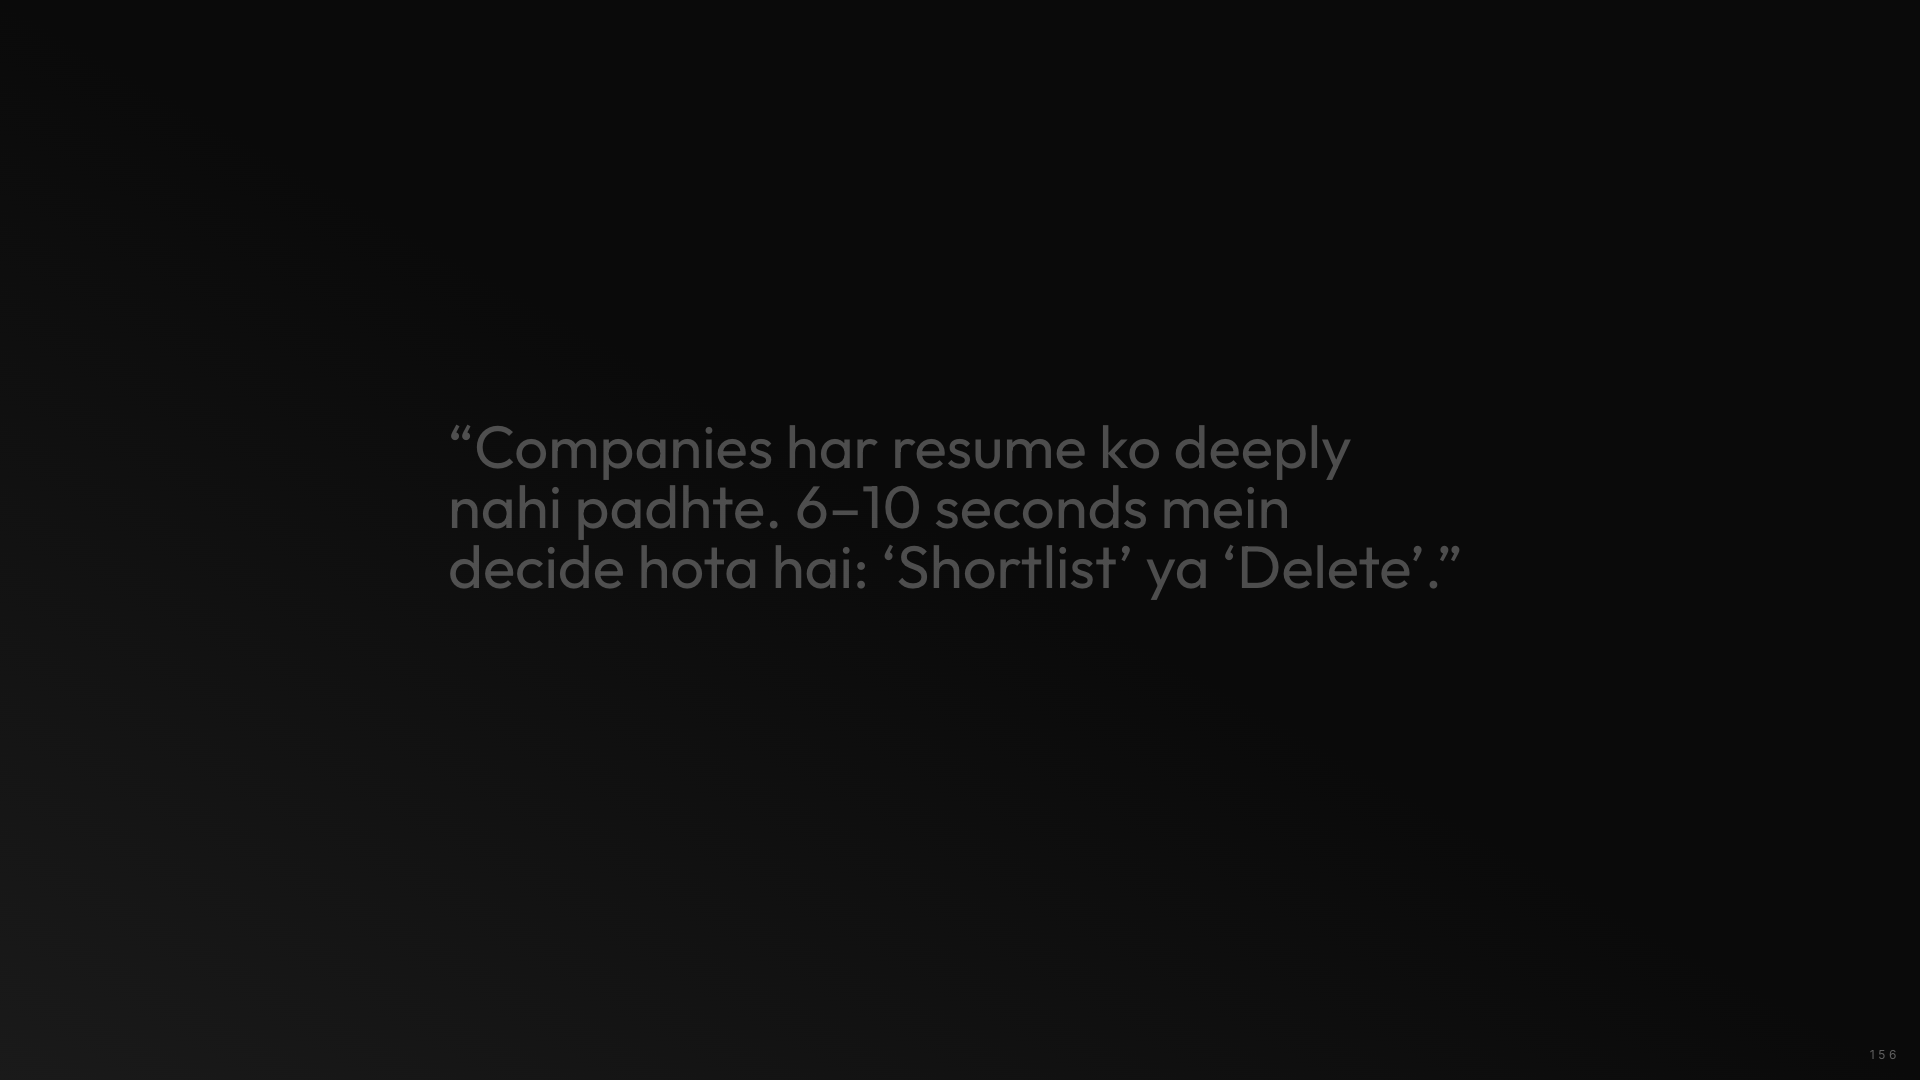 “Companies har resume ko deeply
nahi padhte. 6–10 seconds mein
decide hota hai: ‘Shortlist’ ya ‘Delete’.”
156